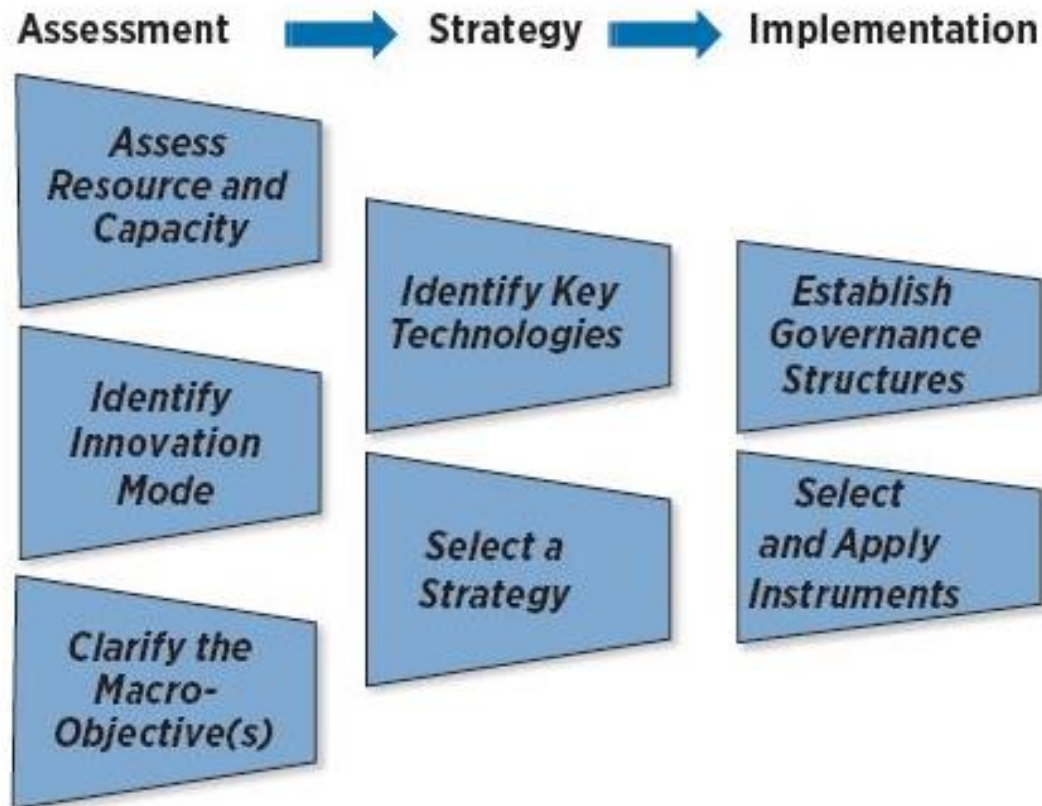 Assessment Strategy Implementation
Assess
Resource and
Capacity
Identify
Innovation
Mode
Clarify the
Macro-
Objective(s)
Identify Key
Technologies
Select a
Strategy
Establish
Governance
Structures
Select
and Apply
Instruments